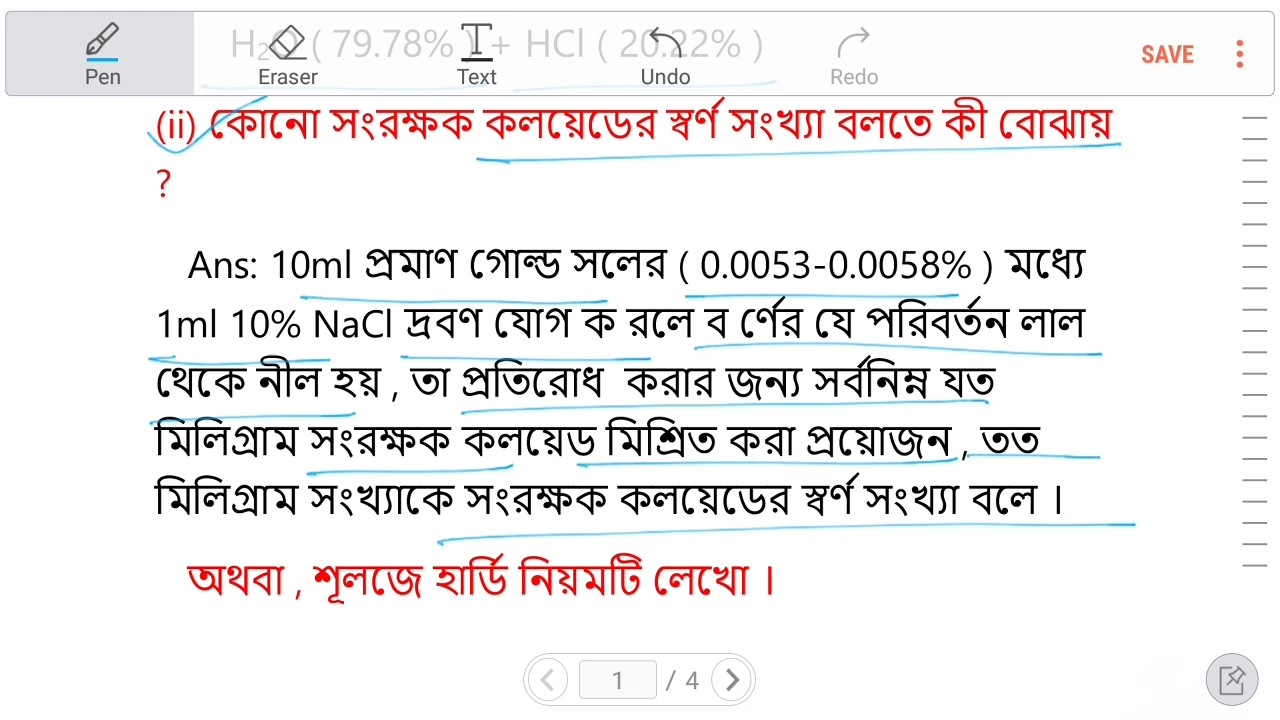 H₂O ( 79.78% ) + HCl ( 20.22% )
Pen
Eraser
Text
Undo
Redo
SAVE
(ii) কোনো সংরক্ষক কলয়েডের স্বর্ণ সংখ্যা বলতে কী বোঝায়
?
Ans: 10ml প্রমাণ গোল্ড সলের ( 0.0053-0.0058% ) মধ্যে
1ml 10% NaCl দ্রবণ যোগ ক রলে ব র্ণের যে পরিবর্তন লাল
থেকে নীল হয় , তা প্রতিরোধ করার জন্য সর্বনিম্ন যত
মিলিগ্রাম সংরক্ষক কলয়েড মিশ্রিত করা প্রয়োজন , তত
মিলিগ্রাম সংখ্যাকে সংরক্ষক কলয়েডের স্বর্ণ সংখ্যা বলে ।
অথবা , শূলজে হার্ডি নিয়মটি লেখো ।
1 / 4